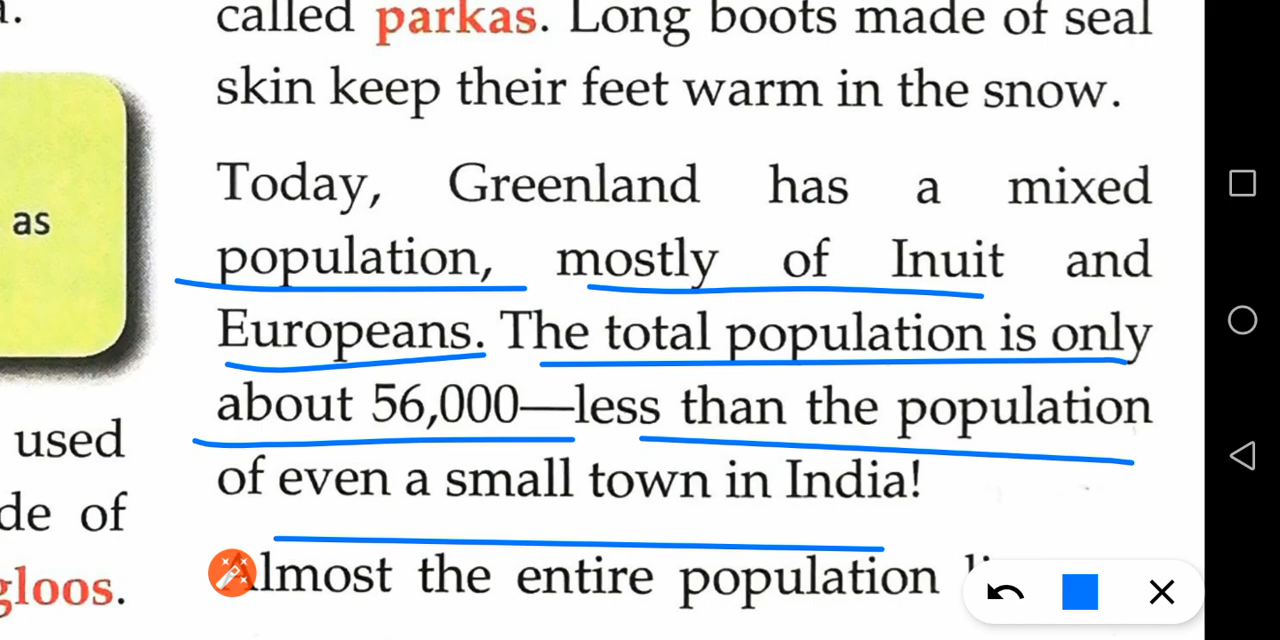 as
used
de of
gloos.
called parkas. Long boots made of seal
skin keep their feet warm in the snow.
Today, Greenland has a mixed
population, mostly of Inuit and
Europeans. The total population is only
about 56,000—less than the population
of even a small town in India!
Almost the entire population